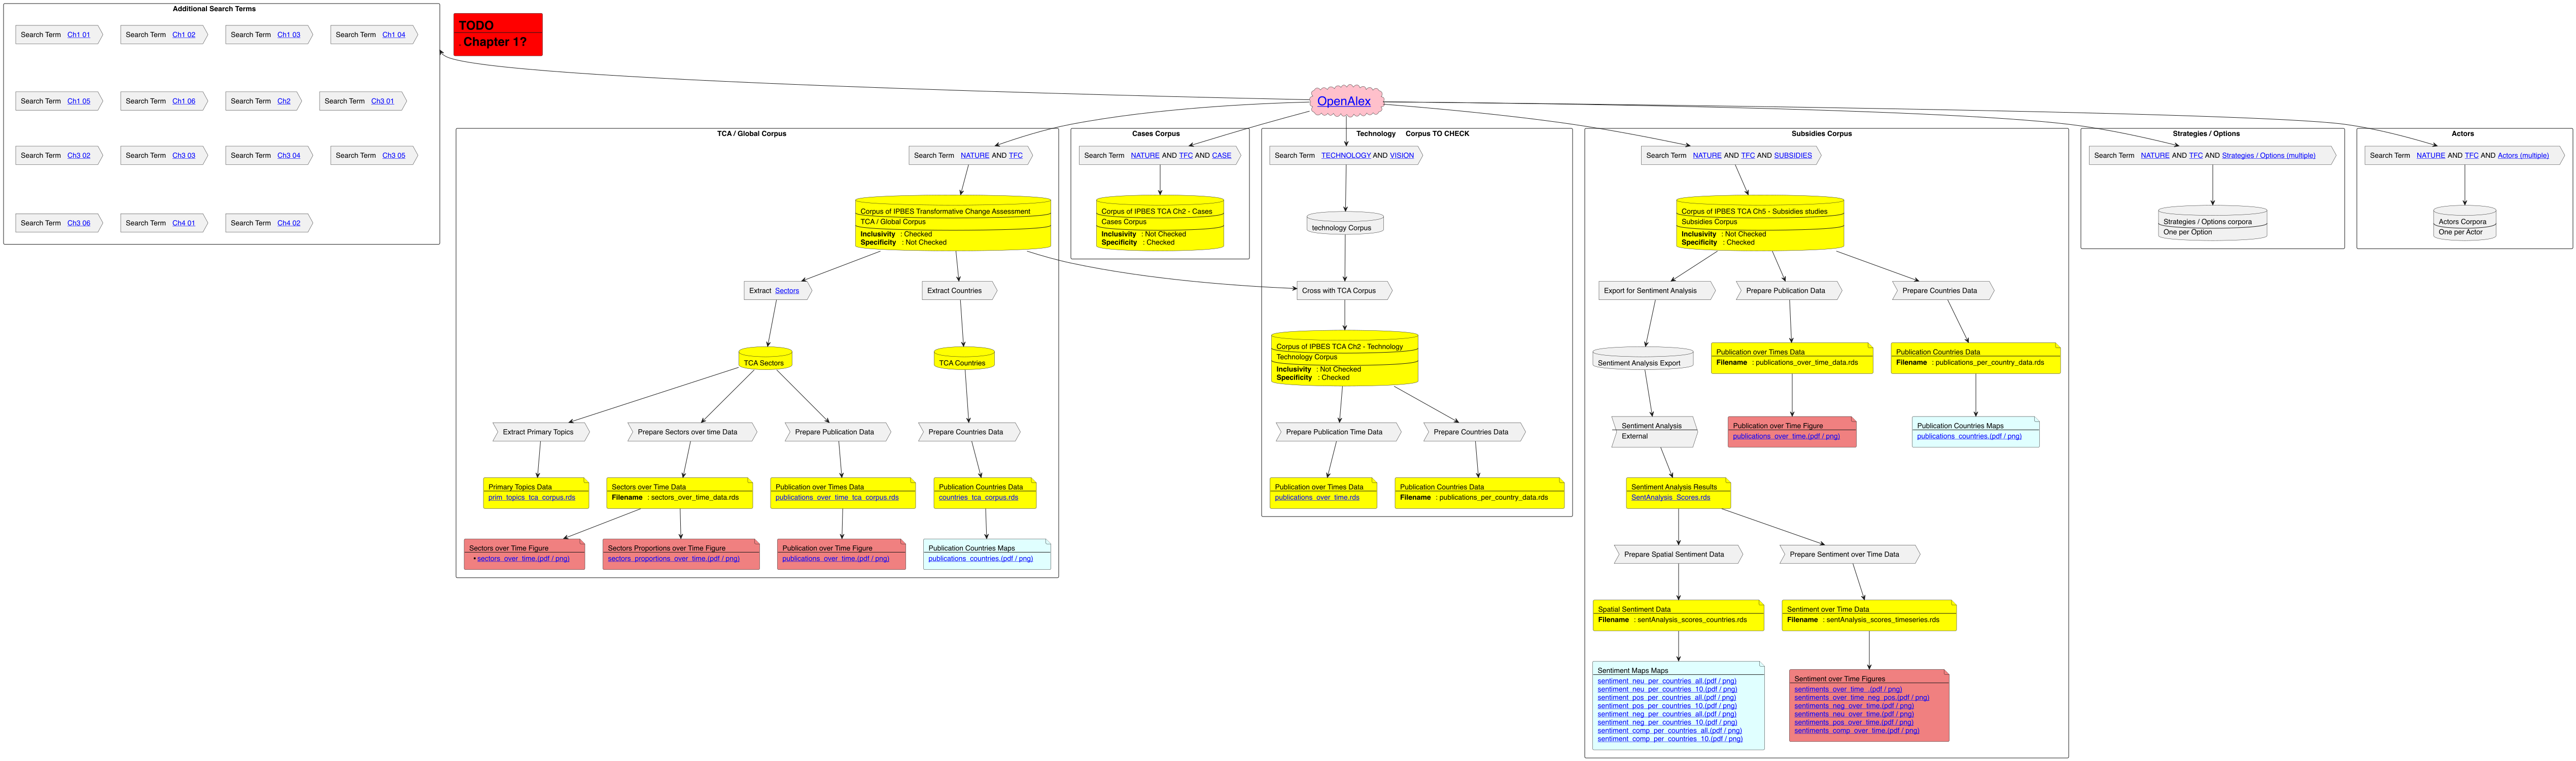 Additional Search Terms
Search Term Ch1 01
Search Term Ch1 02
Search Term Ch1 03
Search Term Ch1 04
Search Term Ch1 05
Search Term Ch1 06
Search Term Ch2
Search Term Ch3 01
Search Term Ch3 02
Search Term Ch3 03
Search Term Ch3 04
Search Term Ch3 05
Search Term Ch3 06
Search Term Ch4 01
Search Term Ch4 02
TODO
Chapter 1?
OpenAlex
TCA / Global Corpus
Search Term NATURE AND TFC
Corpus of IPBES Transformative Change Assessment
TCA / Global Corpus
Inclusivity : Checked
Specificity : Not Checked
Extract Sectors
Extract Countries
TCA Sectors
TCA Countries
Extract Primary Topics
Prepare Sectors over time Data
Prepare Publication Data
Prepare Countries Data
Primary Topics Data
prim_topics_tca_corpus.rds
Sectors over Time Data
Filename : sectors_over_time_data.rds
Publication over Times Data
publications_over_time_tca_corpus.rds
Publication Countries Data
countries_tca_corpus.rds
Sectors over Time Figure
• sectors_over_time.(pdf / png)
Sectors Proportions over Time Figure
sectors_proportions_over_time.(pdf / png)
Publication over Time Figure
publications_over_time.(pdf / png)
Publication Countries Maps
publications_countries.(pdf / png)
Cases Corpus
Search Term NATURE AND TFC AND CASE
Corpus of IPBES TCA Ch2 - Cases
Cases Corpus
Inclusivity : Not Checked
Specificity : Checked
Technology Corpus TO CHECK
Search Term TECHNOLOGY AND VISION
technology Corpus
Cross with TCA Corpus
Corpus of IPBES TCA Ch2 - Technology
Technology Corpus
Inclusivity : Not Checked
Specificity : Checked
Prepare Publication Time Data
Prepare Countries Data
Publication over Times Data
publications_over_time.rds
Publication Countries Data
Filename : publications_per_country_data.rds
Subsidies Corpus
Search Term NATURE AND TFC AND SUBSIDIES
Corpus of IPBES TCA Ch5 - Subsidies studies
Subsidies Corpus
Inclusivity : Not Checked
Specificity : Checked
Export for Sentiment Analysis
Prepare Publication Data
Prepare Countries Data
Sentiment Analysis Export
Publication over Times Data
Filename : publications_over_time_data.rds
Publication Countries Data
Filename : publications_per_country_data.rds
Sentiment Analysis
External
Publication over Time Figure
publications_over_time.(pdf / png)
Publication Countries Maps
publications_countries.(pdf / png)
Sentiment Analysis Results
SentAnalysis_Scores.rds
Prepare Spatial Sentiment Data
Prepare Sentiment over Time Data
Spatial Sentiment Data
Filename : sentAnalysis_scores_countries.rds
Sentiment over Time Data
Filename : sentAnalysis_scores_timeseries.rds
Sentiment Maps Maps
sentiment_neu_per_countries_all.(pdf / png)
sentiment_neu_per_countries_10.(pdf / png)
sentiment_pos_per_countries_all.(pdf / png)
sentiment_pos_per_countries_10.(pdf / png)
sentiment_neg_per_countries_all.(pdf / png)
sentiment_neg_per_countries_10.(pdf / png)
sentiment_comp_per_countries_all.(pdf / png)
sentiment_comp_per_countries_10.(pdf / png)
Sentiment over Time Figures
sentiments_over_time_.(pdf / png)
sentiments_over_time_neg_pos.(pdf / png)
sentiments_neg_over_time.(pdf / png)
sentiments_neu_over_time.(pdf / png)
sentiments_pos_over_time.(pdf / png)
sentiments_comp_over_time.(pdf / png)
Strategies / Options
Search Term NATURE AND TFC AND Strategies / Options (multiple)
Strategies / Options corpora
One per Option
Actors
Search Term NATURE AND TFC AND Actors (multiple)
Actors Corpora
One per Actor